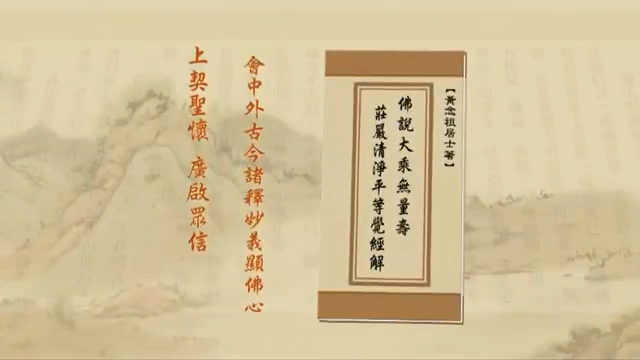 【黃念祖居士著】
佛說大乘無量壽
莊嚴清淨平等覺經解
會中外古今諸釋妙義顯佛心
上契聖懷 廣啟眾信